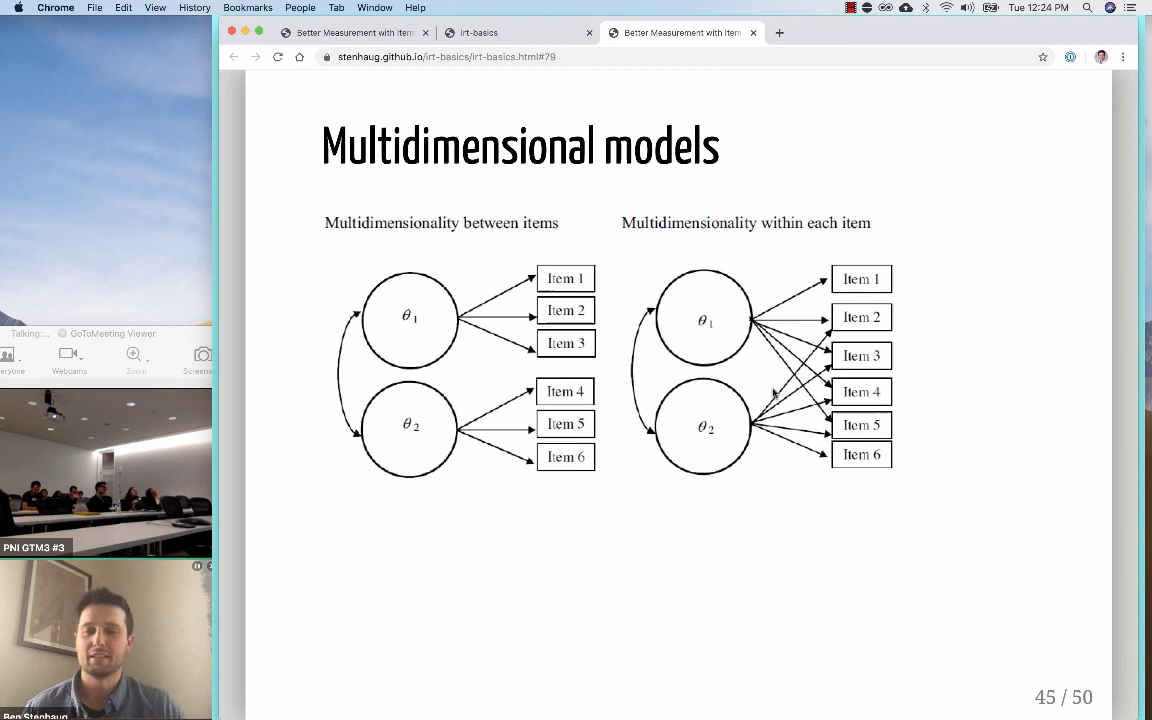 Chrome File Edit View History Bookmarks People Tab Window Help
Tue 12:24 PM
Better Measurement with Item
irt-basics
Better Measurement with Item
stenhaug.github.io/irt-basics/irt-basics.html#79
Multidimensional models
Multidimensionality between items
Multidimensionality within each item
θ1
θ2
Item 1
Item 2
Item 3
Item 4
Item 5
Item 6
θ1
θ2
Item 1
Item 2
Item 3
Item 4
Item 5
Item 6
45 / 50
Talking:...
GoToMeeting Viewer
eryone
Webcams
Zoom
Screens
PNI GTM3 #3
Ben Stenhaug